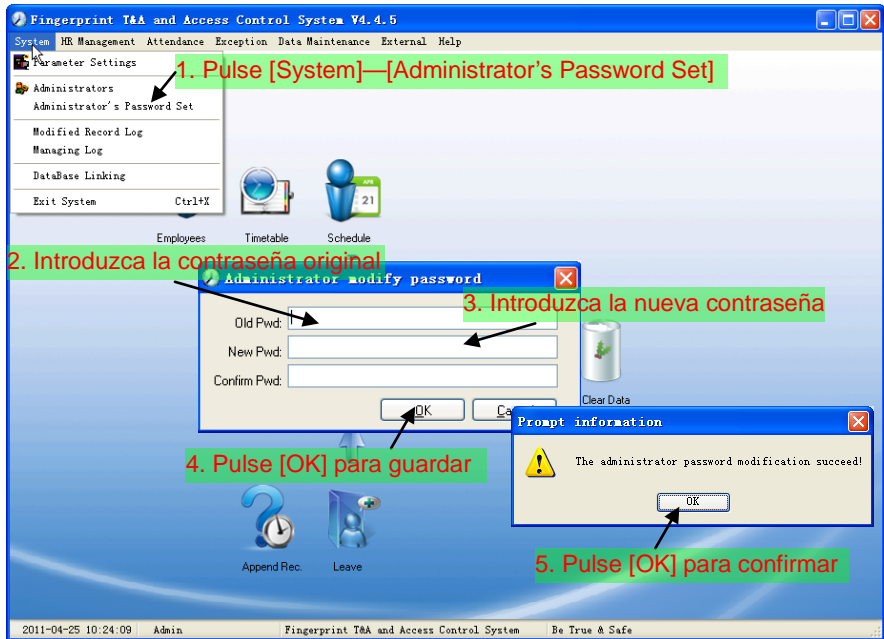 Fingerprint T&A and Access Control System V4.4.5
System HR Management Attendance Exception Data Maintenance External Help
Parameter Settings
1. Pulse [System]—[Administrator's Password Set]
Administrators
Administrator's Password Set
Modified Record Log
Managing Log
DataBase Linking
Exit System Ctrl+X
APR
21
Employees Timetable Schedule
2. Introduzca la contraseña original
Administrator modify password
3. Introduzca la nueva contraseña
Old Pwd:
New Pwd:
Confirm Pwd:
OK
Clear Data
Prompt information
4. Pulse [OK] para guardar
The administrator password modification succeed!
OK
5. Pulse [OK] para confirmar
Append Rec. Leave
2011-04-25 10:24:09 Admin Fingerprint T&A and Access Control System Be True & Safe